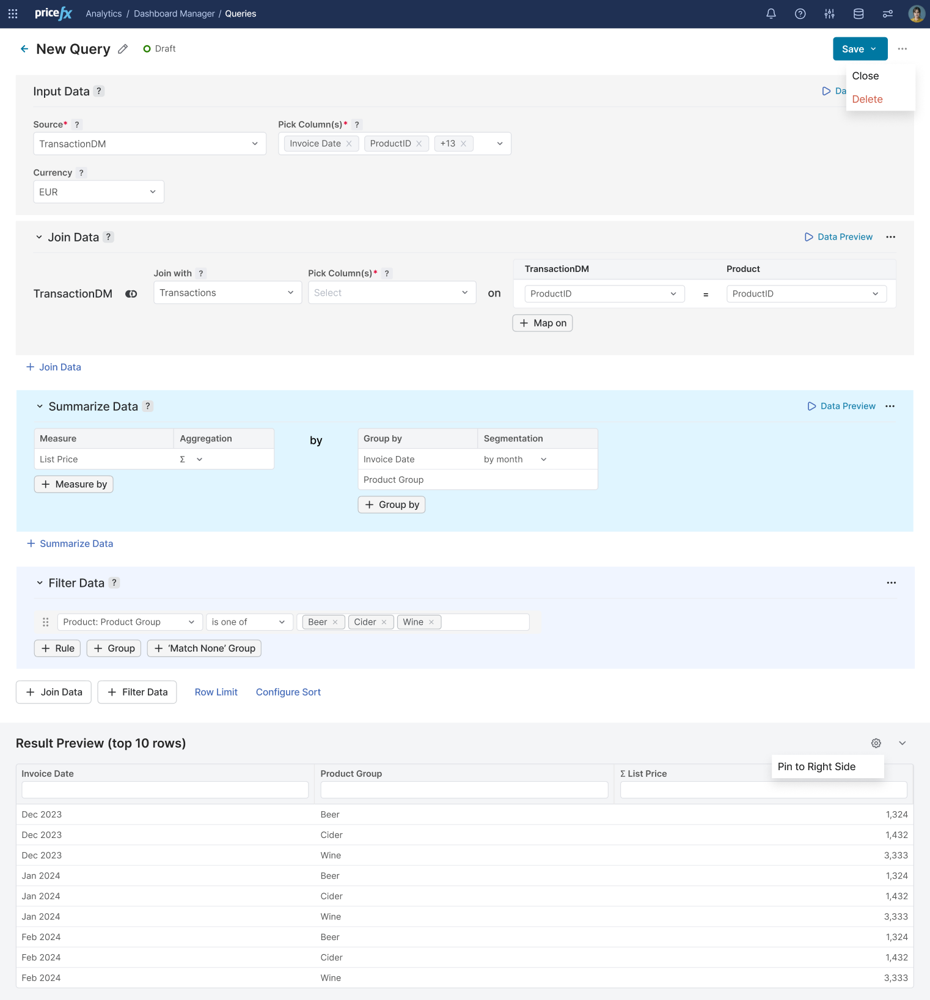 pricefx Analytics / Dashboard Manager / Queries
New Query Draft Save
Close
Delete
Input Data ? Da
Source* ? Pick Column(s)* ?
TransactionDM Invoice Date × ProductID × +13 ×
Currency ?
EUR
Join Data ? Data Preview ...
TransactionDM Product
Join with ? Pick Column(s)* ?
TransactionDM Transactions Select on ProductID = ProductID
+ Map on
+ Join Data
Summarize Data ? Data Preview ...
Measure Aggregation by Group by Segmentation
List Price Σ Invoice Date by month
Product Group
+ Measure by
+ Group by
+ Summarize Data
Filter Data ? ...
Product: Product Group is one of Beer × Cider × Wine ×
+ Rule + Group + ‘Match None’ Group
+ Join Data + Filter Data Row Limit Configure Sort
Result Preview (top 10 rows)
Pin to Right Side
Invoice Date Product Group Σ List Price
Dec 2023 Beer 1,324
Dec 2023 Cider 1,432
Dec 2023 Wine 3,333
Jan 2024 Beer 1,324
Jan 2024 Cider 1,432
Jan 2024 Wine 3,333
Feb 2024 Beer 1,324
Feb 2024 Cider 1,432
Feb 2024 Wine 3,333